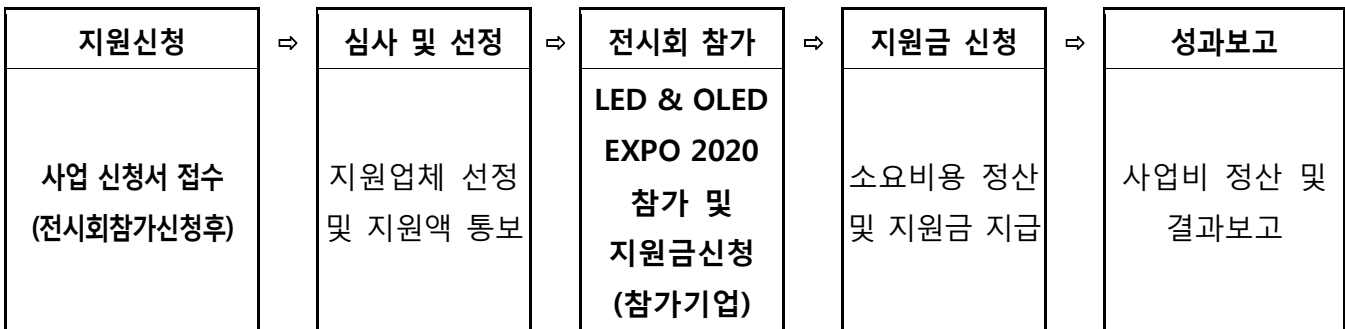 지원신청 ⇨ 심사 및 선정 ⇨ 전시회 참가 ⇨ 지원금 신청 ⇨ 성과보고
사업 신청서 접수
(전시회참가신청후)
지원업체 선정
및 지원액 통보
LED & OLED
EXPO 2020
참가 및
지원금신청
(참가기업)
소요비용 정산
및 지원금 지급
사업비 정산 및
결과보고